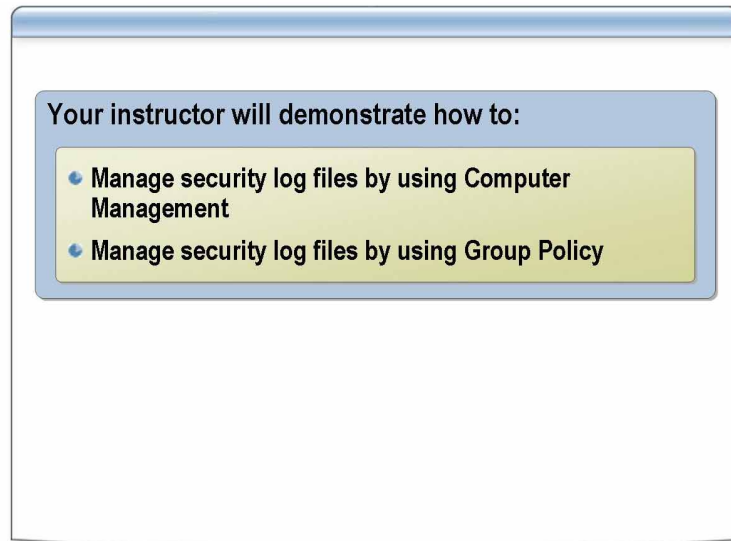 Your instructor will demonstrate how to:
Manage security log files by using Computer
Management
Manage security log files by using Group Policy